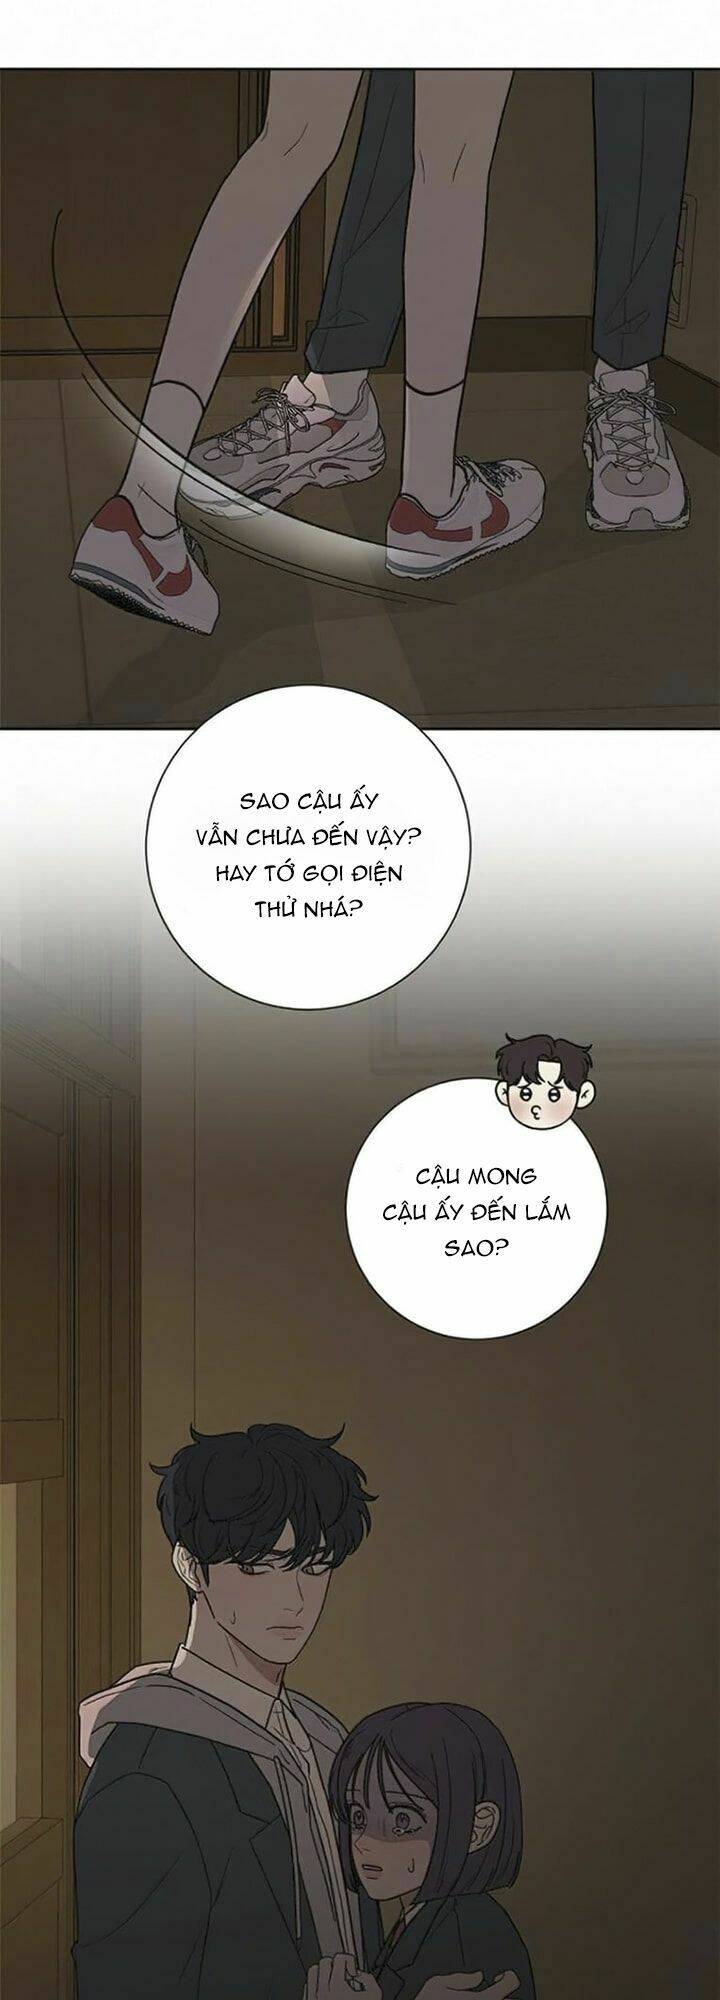 SAO CẬU ẤY
VẪN CHƯA ĐẾN VẬY?
HAY TỚ GỌI ĐIỆN
THỬ NHÁ?
CẬU MONG
CẬU ẤY ĐẾN LẮM
SAO?